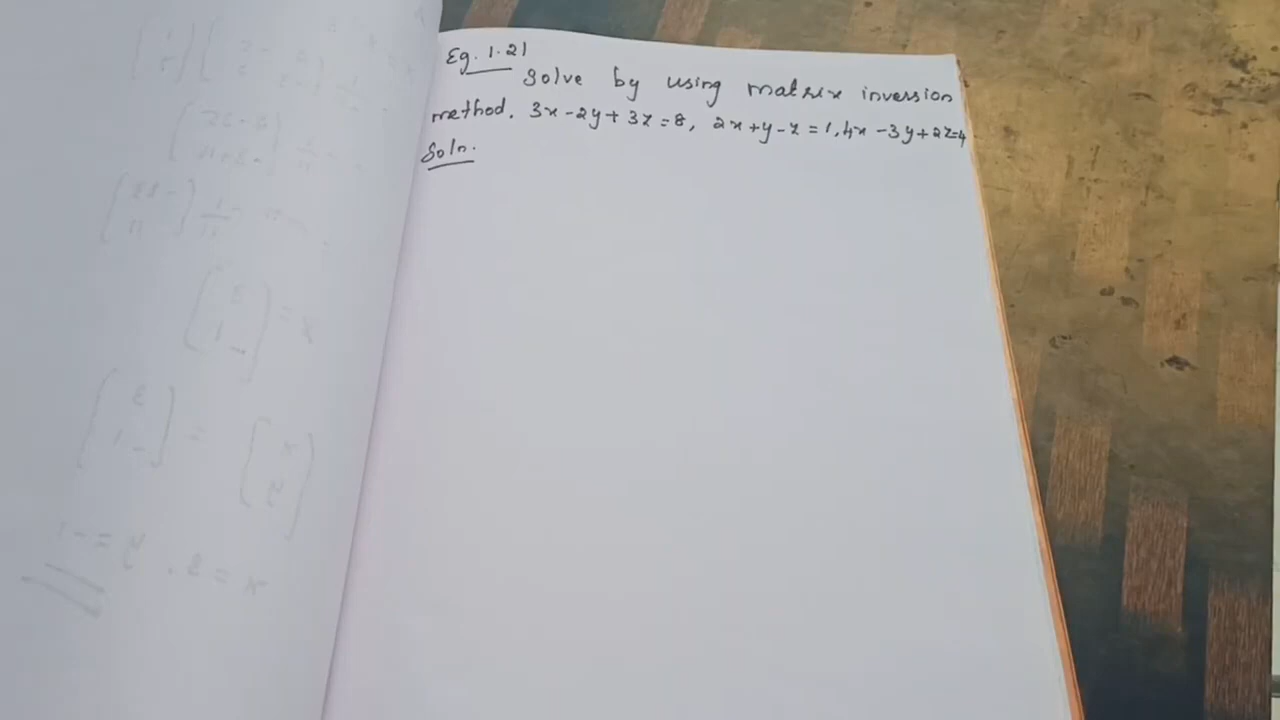 Eg. 1.21
Solve by using matrix inversion
method. 3x-2y+3z=8, 2x+y-z=1, 4x-3y+2z=4
Soln.